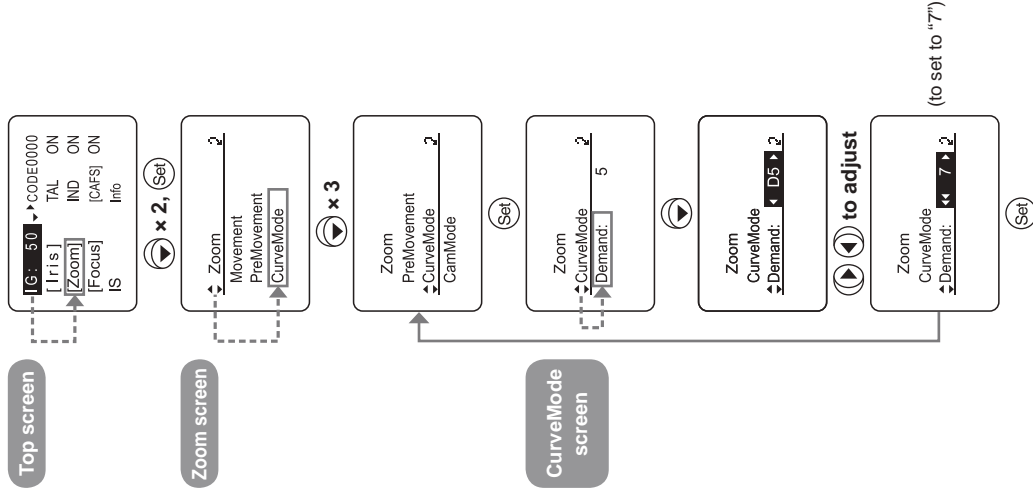 Top screen
IG: 50 CODE0000
[Iris] TAL ON
[Zoom] IND ON
[Focus] [CAFS] ON
IS Info
× 2, Set
Zoom screen
Zoom
Movement
PreMovement
CurveMode
× 3
Zoom
PreMovement
CurveMode
CamMode
Set
CurveMode
screen
Zoom
CurveMode
Demand: 5
Zoom
CurveMode
Demand: D5
to adjust
Zoom
CurveMode
Demand: 7
(to set to “7”)
Set